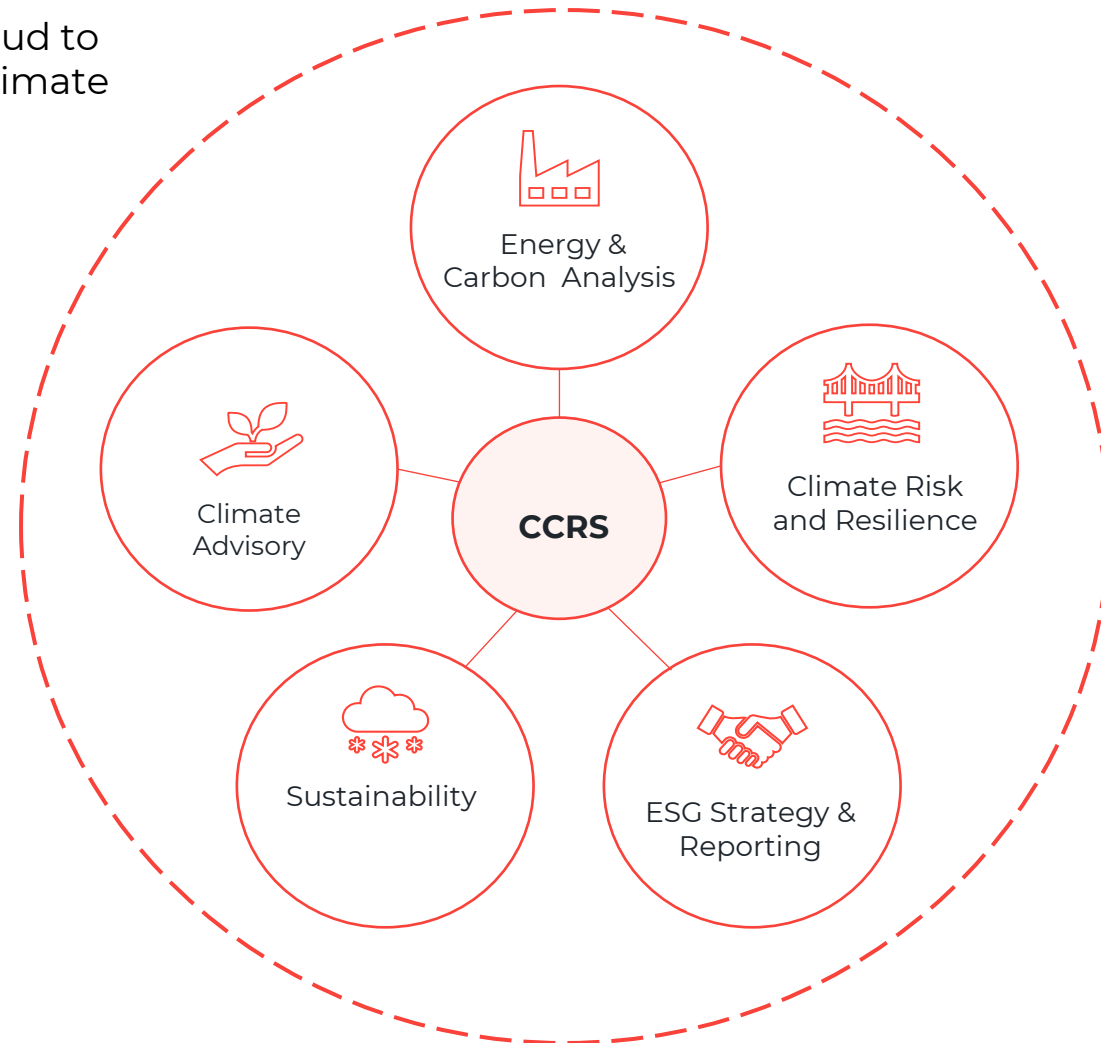 ud to
imate
Energy &
Carbon Analysis
Climate Risk
and Resilience
Climate
Advisory
CCRS
Sustainability
ESG Strategy &
Reporting